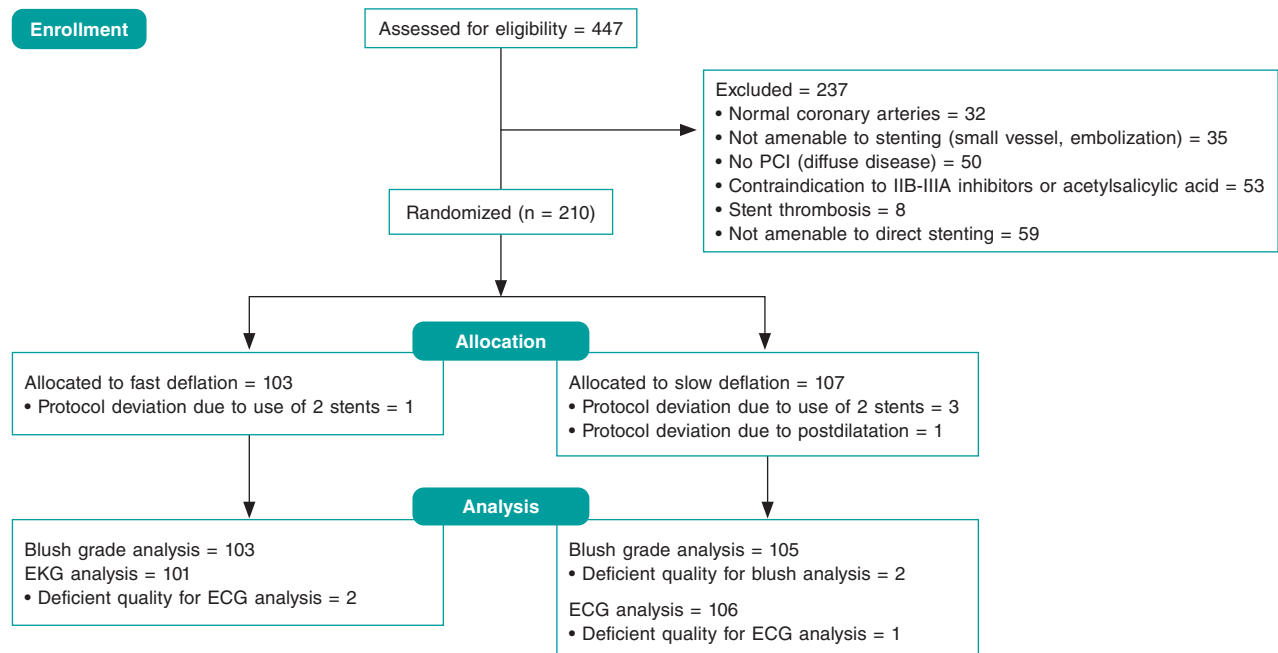 Enrollment
Assessed for eligibility = 447
Excluded = 237
• Normal coronary arteries = 32
• Not amenable to stenting (small vessel, embolization) = 35
• No PCI (diffuse disease) = 50
• Contraindication to IIB-IIIA inhibitors or acetylsalicylic acid = 53
• Stent thrombosis = 8
• Not amenable to direct stenting = 59
Randomized (n = 210)
Allocation
Allocated to fast deflation = 103
• Protocol deviation due to use of 2 stents = 1
Allocated to slow deflation = 107
• Protocol deviation due to use of 2 stents = 3
• Protocol deviation due to postdilatation = 1
Analysis
Blush grade analysis = 103
EKG analysis = 101
• Deficient quality for ECG analysis = 2
Blush grade analysis = 105
• Deficient quality for blush analysis = 2
ECG analysis = 106
• Deficient quality for ECG analysis = 1